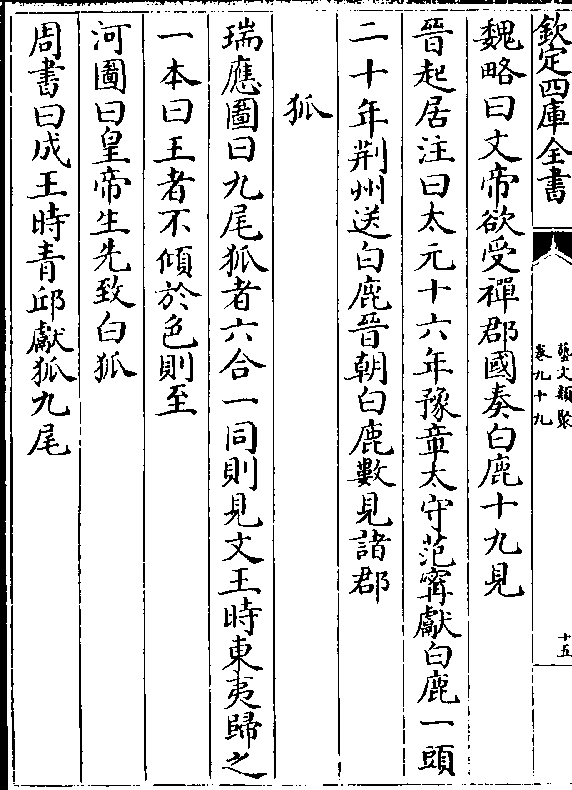 欽定四庫全書
藝文類聚
卷九十九
十五
魏略曰文帝欲受禪郡國奏白鹿十九見
晉起居注曰太元十六年豫章太守范甯獻白鹿一頭
二十年荆州送白鹿晉朝白鹿數見諸郡
狐
瑞應圖曰九尾狐者六合一同則見文王時東夷歸之
一本曰王者不傾於色則至
河圖曰皇帝生先致白狐
周書曰成王時青邱獻狐九尾